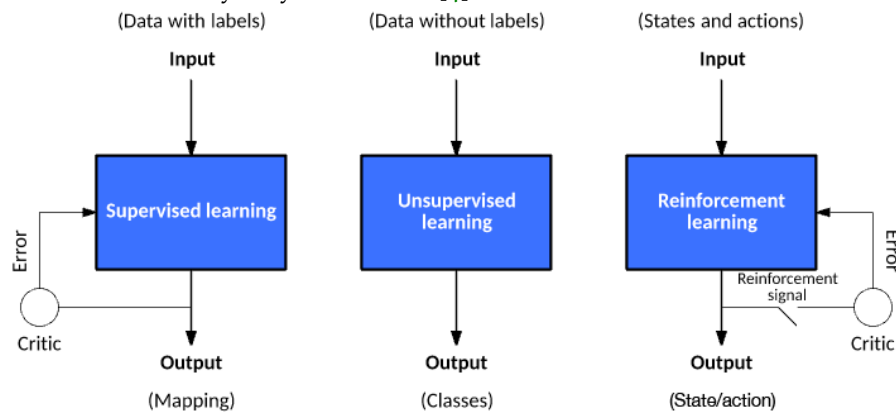 (Data with labels)
(Data without labels)
(States and actions)
Input
Input
Input
Supervised learning
Unsupervised
learning
Reinforcement
learning
Error
Error
Reinforcement
signal
Critic
Critic
Output
Output
Output
(Mapping)
(Classes)
(State/action)